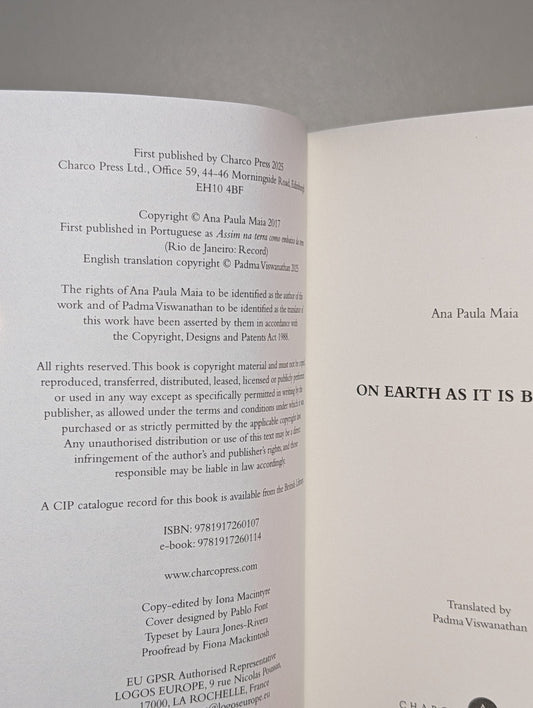 First published by Charco Press 2025
Charco Press Ltd., Office 59, 44-46 Morningside Road, Edinburgh
EH10 4BF
Copyright © Ana Paula Maia 2017
First published in Portuguese as Assim na terra como embaixo da terra
(Rio de Janeiro: Record)
English translation copyright © Padma Viswanathan 2025
The rights of Ana Paula Maia to be identified as the author of this
work and of Padma Viswanathan to be identified as the translator of
this work have been asserted by them in accordance with
the Copyright, Designs and Patents Act 1988.
All rights reserved. This book is copyright material and must not be
reproduced, transferred, distributed, leased, licensed or publicly performed
or used in any way except as specifically permitted in writing by the
publisher, as allowed under the terms and conditions under which it was
purchased or as strictly permitted by the applicable copyright law.
Any unauthorised distribution or use of this text may be a direct
infringement of the author's and publisher's rights, and those
responsible may be liable in law accordingly.
A CIP catalogue record for this book is available from the British Library
ISBN: 9781917260107
e-book: 9781917260114
www.charcopress.com
Copy-edited by Iona Macintyre
Cover designed by Pablo Font
Typeset by Laura Jones-Rivera
Proofread by Fiona Mackintosh
EU GPSR Authorised Representative
LOGOS EUROPE, 9 rue Nicolas Poussin,
17000, LA ROCHELLE, France
@logoseurope.eu
Ana Paula Maia
ON EARTH AS IT IS B
Translated by
Padma Viswanathan
CHARC